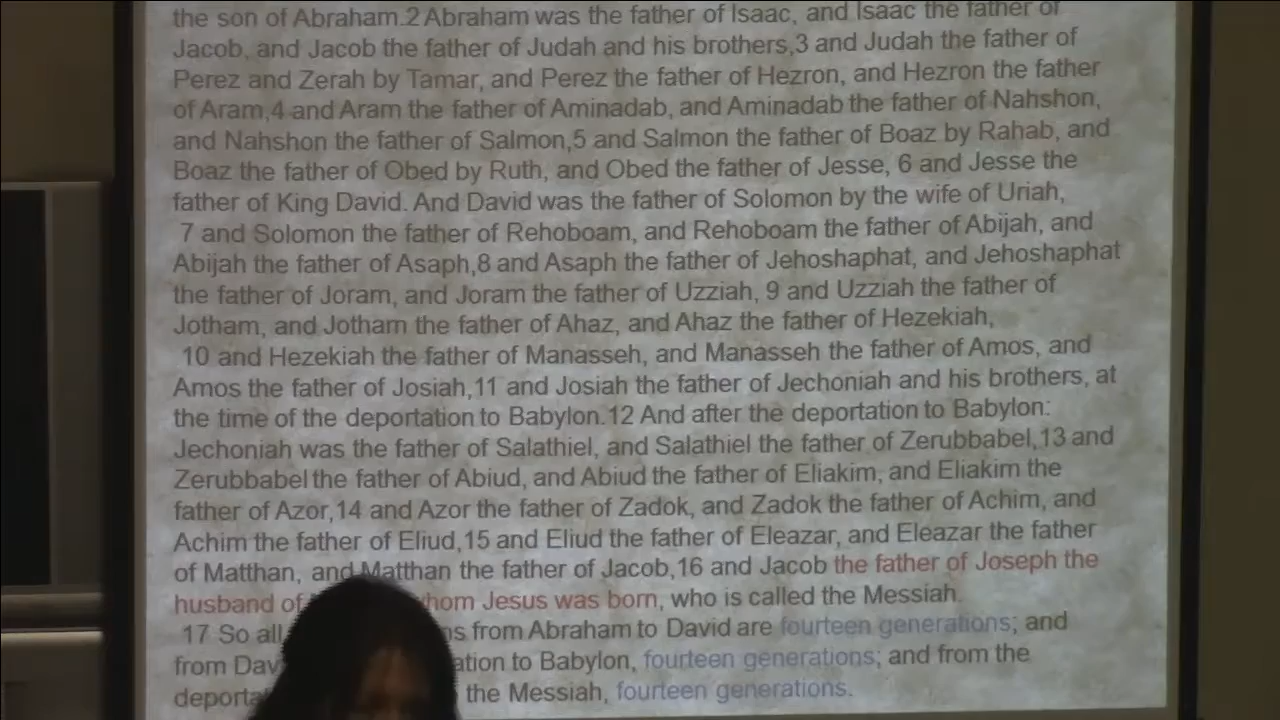 the son of Abraham.2 Abraham was the father of Isaac, and Isaac the father of
Jacob, and Jacob the father of Judah and his brothers,3 and Judah the father of
Perez and Zerah by Tamar, and Perez the father of Hezron, and Hezron the father
of Aram,4 and Aram the father of Aminadab, and Aminadab the father of Nahshon,
and Nahshon the father of Salmon,5 and Salmon the father of Boaz by Rahab, and
Boaz the father of Obed by Ruth, and Obed the father of Jesse, 6 and Jesse the
father of King David. And David was the father of Solomon by the wife of Uriah,
7 and Solomon the father of Rehoboam, and Rehoboam the father of Abijah, and
Abijah the father of Asaph,8 and Asaph the father of Jehoshaphat, and Jehoshaphat
the father of Joram, and Joram the father of Uzziah, 9 and Uzziah the father of
Jotham, and Jotham the father of Ahaz, and Ahaz the father of Hezekiah,
10 and Hezekiah the father of Manasseh, and Manasseh the father of Amos, and
Amos the father of Josiah,11 and Josiah the father of Jechoniah and his brothers, at
the time of the deportation to Babylon.12 And after the deportation to Babylon:
Jechoniah was the father of Salathiel, and Salathiel the father of Zerubbabel,13 and
Zerubbabel the father of Abiud, and Abiud the father of Eliakim, and Eliakim the
father of Azor,14 and Azor the father of Zadok, and Zadok the father of Achim, and
Achim the father of Eliud,15 and Eliud the father of Eleazar, and Eleazar the father
of Matthan, and Matthan the father of Jacob,16 and Jacob the father of Joseph the
husband of whom Jesus was born, who is called the Messiah.
17 So all from Abraham to David are fourteen generations; and
from to Babylon, fourteen generations; and from the
the Messiah, fourteen generations.